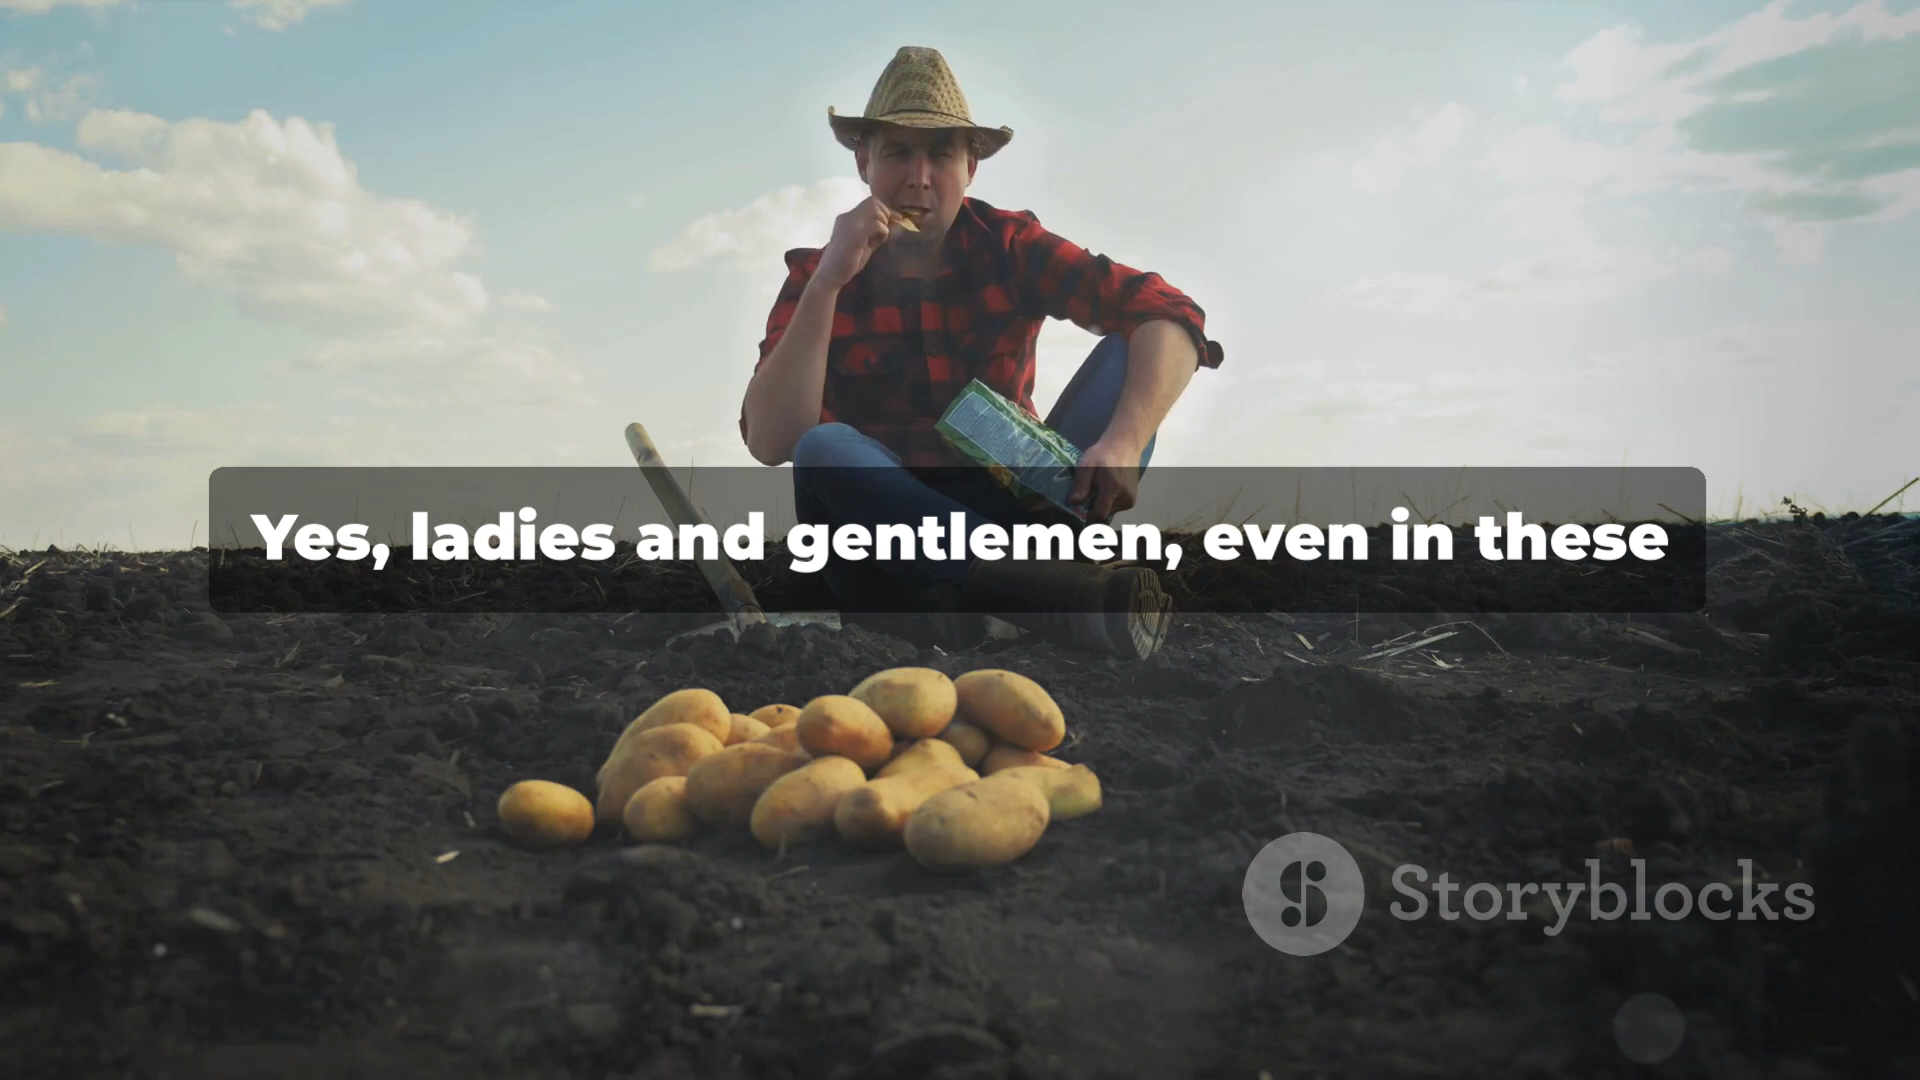 Yes, ladies and gentlemen, even in these
Storyblocks